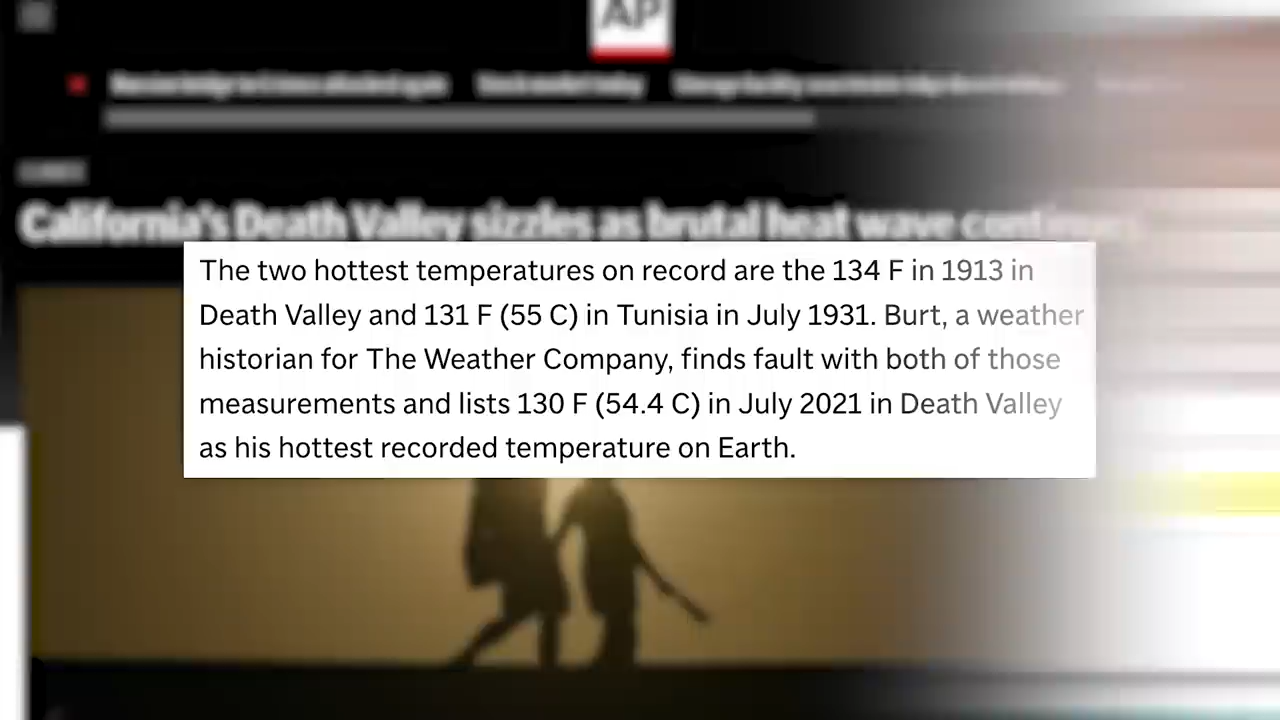 AP
California's Death Valley sizzles as brutal heat wave continues
The two hottest temperatures on record are the 134 F in 1913 in
Death Valley and 131 F (55 C) in Tunisia in July 1931. Burt, a weather
historian for The Weather Company, finds fault with both of those
measurements and lists 130 F (54.4 C) in July 2021 in Death Valley
as his hottest recorded temperature on Earth.